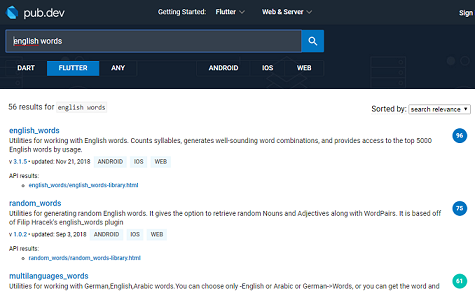 pub.dev Getting Started: Flutter Web & Server Sign
english words
DART FLUTTER ANY ANDROID IOS WEB
56 results for english words Sorted by: search relevance
english_words 96
Utilities for working with English words. Counts syllables, generates well-sounding word combinations, and provides access to the top 5000
English words by usage.
v 3.1.5 • updated: Nov 21, 2018 ANDROID IOS WEB
API results:
english_words/english_words-library.html
random_words 75
Utilities for generating random English words. It gives the option to retrieve random Nouns and Adjectives along with WordPairs. It is based off
of Filip Hracek's english_words plugin
v 1.0.2 • updated: Sep 3, 2018 ANDROID IOS WEB
API results:
random_words/random_words-library.html
multilanguages_words 61
Utilities for working with German,English,Arabic words.You can choose only -English or Arabic or German->Words, or you can get the word and